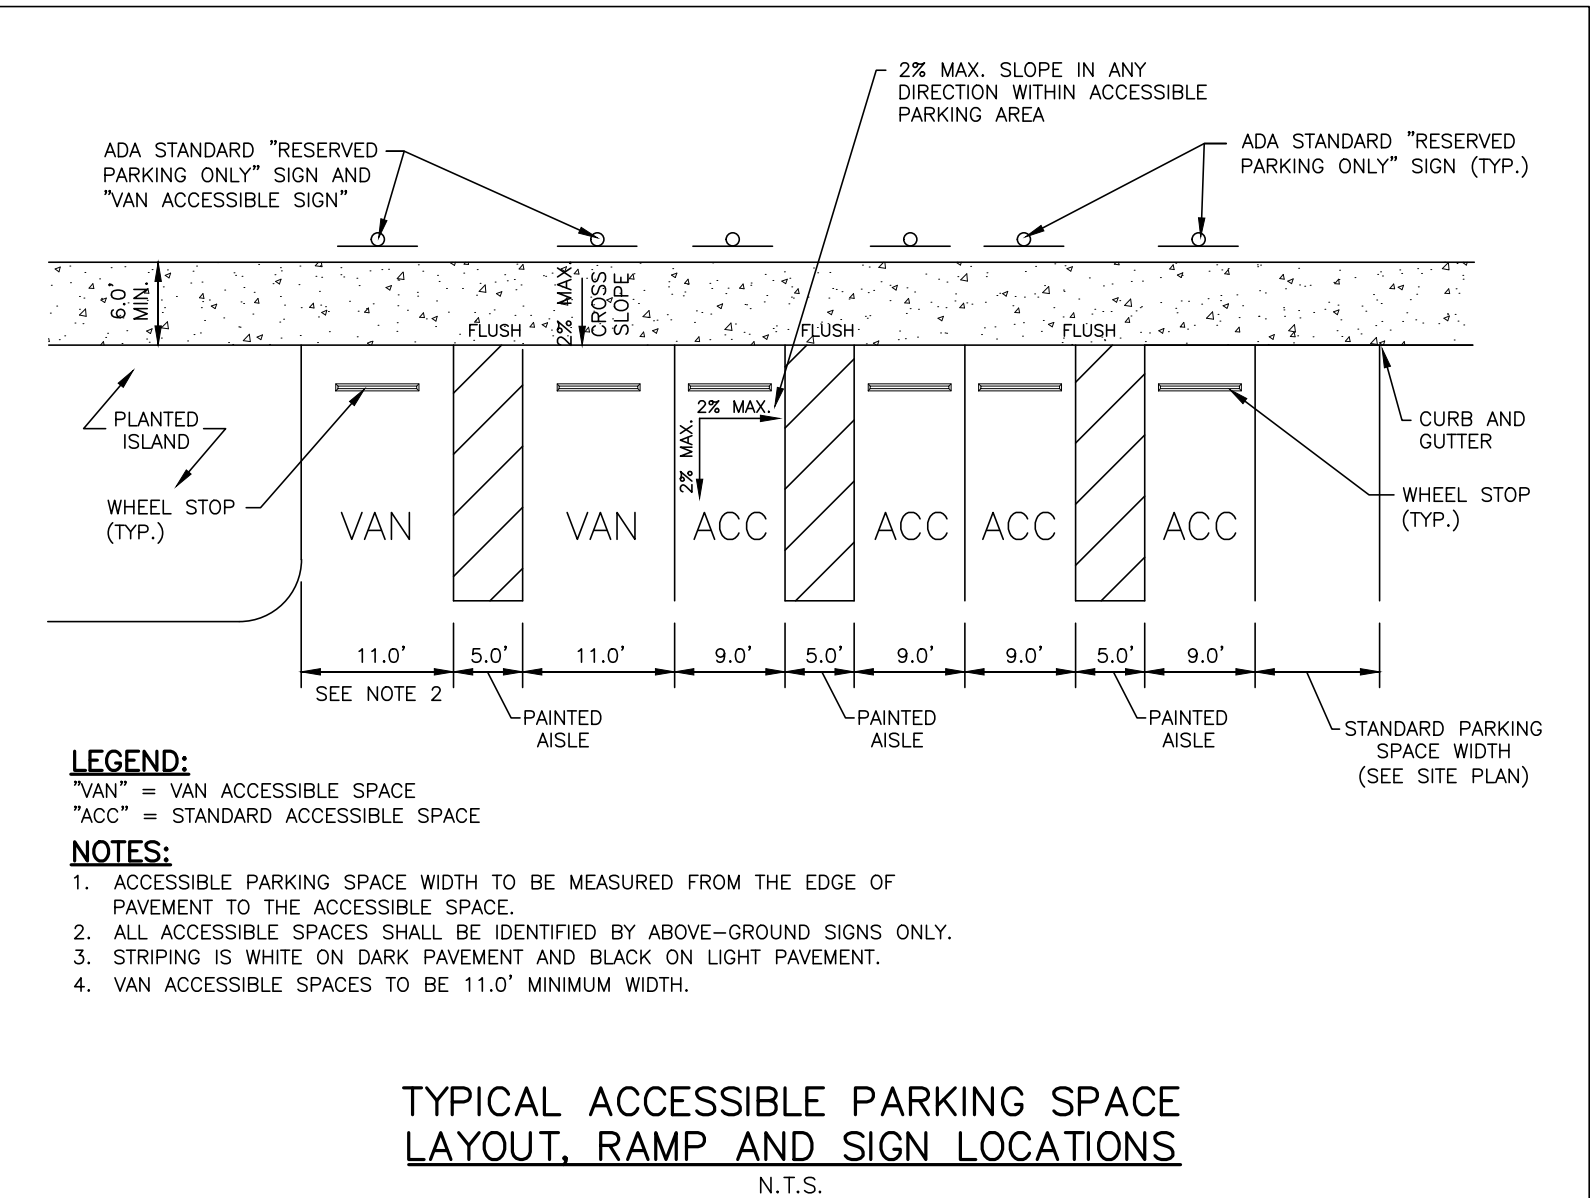 2% MAX. SLOPE IN ANY
DIRECTION WITHIN ACCESSIBLE
PARKING AREA
ADA STANDARD "RESERVED
PARKING ONLY" SIGN AND
"VAN ACCESSIBLE SIGN"
ADA STANDARD "RESERVED
PARKING ONLY" SIGN (TYP.)
6.0'
MIN.
2% MAX.
CROSS
SLOPE
FLUSH
FLUSH
FLUSH
PLANTED
ISLAND
2% MAX.
2% MAX.
CURB AND
GUTTER
WHEEL STOP
(TYP.)
WHEEL STOP
(TYP.)
VAN
VAN
ACC
ACC
ACC
ACC
11.0'
5.0'
11.0'
9.0'
5.0'
9.0'
9.0'
5.0'
9.0'
SEE NOTE 2
PAINTED
AISLE
PAINTED
AISLE
PAINTED
AISLE
STANDARD PARKING
SPACE WIDTH
(SEE SITE PLAN)
LEGEND:
"VAN" = VAN ACCESSIBLE SPACE
"ACC" = STANDARD ACCESSIBLE SPACE
NOTES:
1. ACCESSIBLE PARKING SPACE WIDTH TO BE MEASURED FROM THE EDGE OF
PAVEMENT TO THE ACCESSIBLE SPACE.
2. ALL ACCESSIBLE SPACES SHALL BE IDENTIFIED BY ABOVE-GROUND SIGNS ONLY.
3. STRIPING IS WHITE ON DARK PAVEMENT AND BLACK ON LIGHT PAVEMENT.
4. VAN ACCESSIBLE SPACES TO BE 11.0' MINIMUM WIDTH.
TYPICAL ACCESSIBLE PARKING SPACE
LAYOUT, RAMP AND SIGN LOCATIONS
N.T.S.